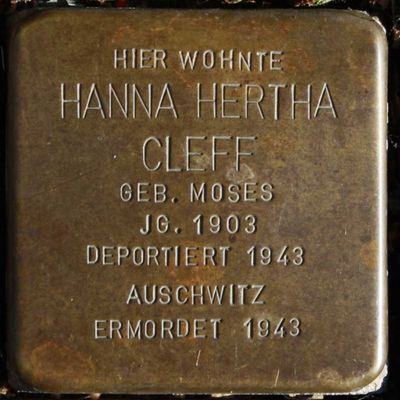 HIER WOHNTE
HANNA HERTHA
CLEFF
GEB. MOSES
JG. 1903
DEPORTIERT 1943
AUSCHWITZ
ERMORDET 1943